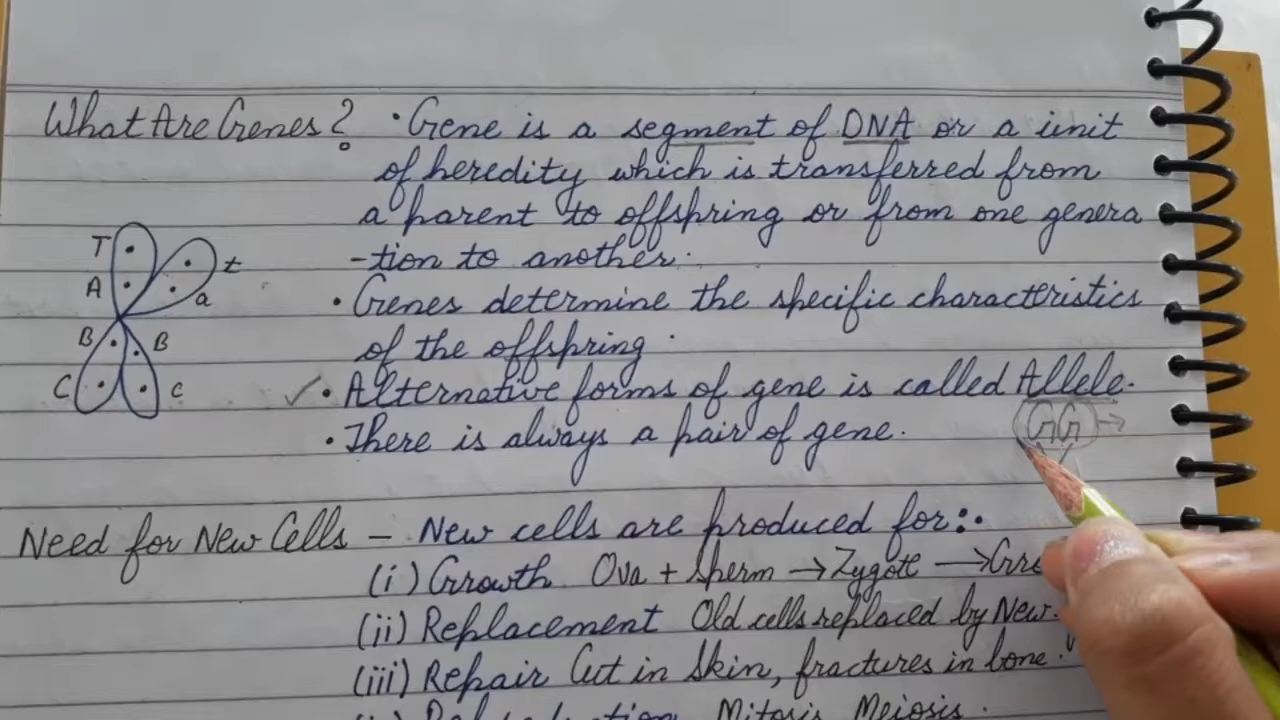 What Are Genes? • Gene is a segment of DNA or a unit
of heredity which is transferred from
a parent to offspring or from one genera
-tion to another.
T
t
A
a
• Genes determine the specific characteristics
of the offspring.
B B
C C
• Alternative forms of gene is called Allele.
GG →
• There is always a pair of gene.
Need for New Cells – New cells are produced for:.
(i) Growth Ova + Sperm → Zygote →
(ii) Replacement Old cells replaced by New.
(iii) Repair Cut in Skin, fractures in bone.
Mitosis, Meiosis.